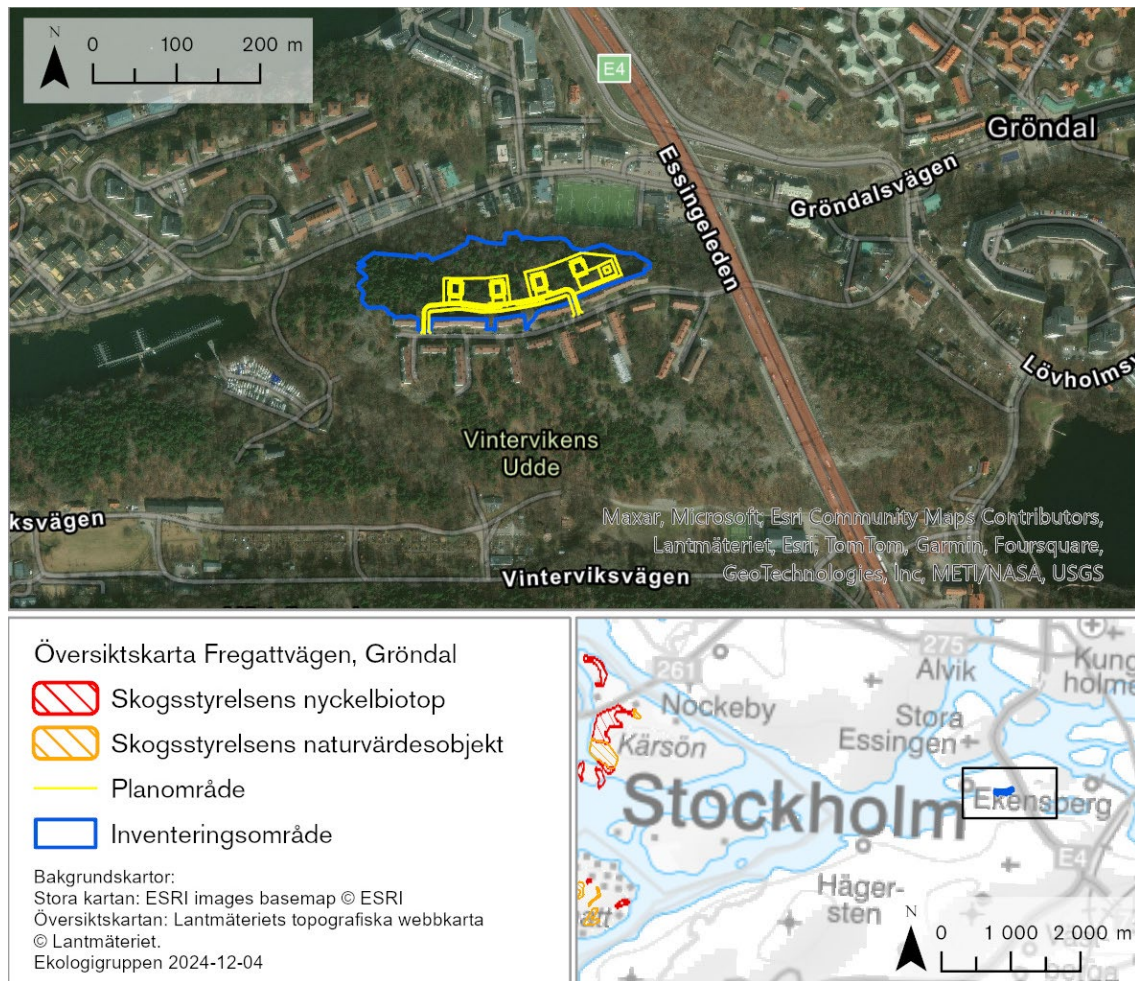 N
0 100 200 m
E4
Gröndal
Essingeleden
Gröndalsvägen
Lövholmsv
Vintervikens
Udde
ksvägen
Vinterviksvägen
Maxar, Microsoft, Esri Community Maps Contributors,
Lantmäteriet, Esri, TomTom, Garmin, Foursquare,
GeoTechnologies, Inc, METI/NASA, USGS
Översiktskarta Fregattvägen, Gröndal
Skogsstyrelsens nyckelbiotop
Skogsstyrelsens naturvärdesobjekt
Planområde
Inventeringsområde
Bakgrundskartor:
Stora kartan: ESRI images basemap © ESRI
Översiktskartan: Lantmäteriets topografiska webbkarta
© Lantmäteriet.
Ekologigruppen 2024-12-04
261
275
Nockeby
Alvik
Kung
holme
Kärsön
Stora
Essingen
Stockholm
Ekensberg
E4
Häger-
sten
att
N
0 1 000 2 000 m
Väst-
berga